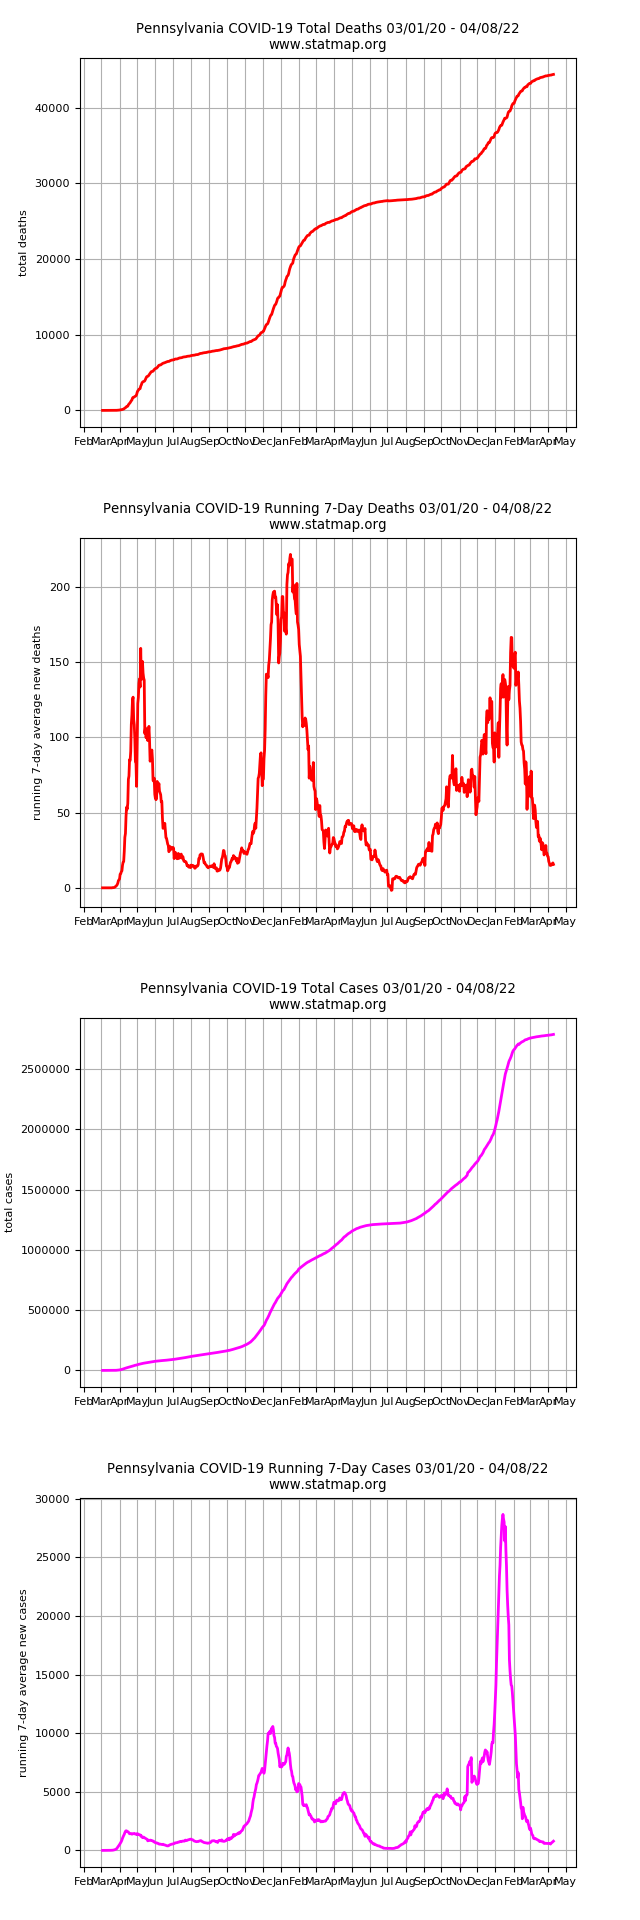 Pennsylvania COVID-19 Total Deaths 03/01/20 - 04/08/22
www.statmap.org
40000
30000
20000
10000
0
total deaths
Feb Mar Apr May Jun Jul Aug Sep Oct Nov Dec Jan Feb Mar Apr May Jun Jul Aug Sep Oct Nov Dec Jan Feb Mar Apr May
Pennsylvania COVID-19 Running 7-Day Deaths 03/01/20 - 04/08/22
www.statmap.org
200
150
100
50
0
running 7-day average new deaths
Feb Mar Apr May Jun Jul Aug Sep Oct Nov Dec Jan Feb Mar Apr May Jun Jul Aug Sep Oct Nov Dec Jan Feb Mar Apr May
Pennsylvania COVID-19 Total Cases 03/01/20 - 04/08/22
www.statmap.org
2500000
2000000
1500000
1000000
500000
0
total cases
Feb Mar Apr May Jun Jul Aug Sep Oct Nov Dec Jan Feb Mar Apr May Jun Jul Aug Sep Oct Nov Dec Jan Feb Mar Apr May
Pennsylvania COVID-19 Running 7-Day Cases 03/01/20 - 04/08/22
www.statmap.org
30000
25000
20000
15000
10000
5000
0
running 7-day average new cases
Feb Mar Apr May Jun Jul Aug Sep Oct Nov Dec Jan Feb Mar Apr May Jun Jul Aug Sep Oct Nov Dec Jan Feb Mar Apr May